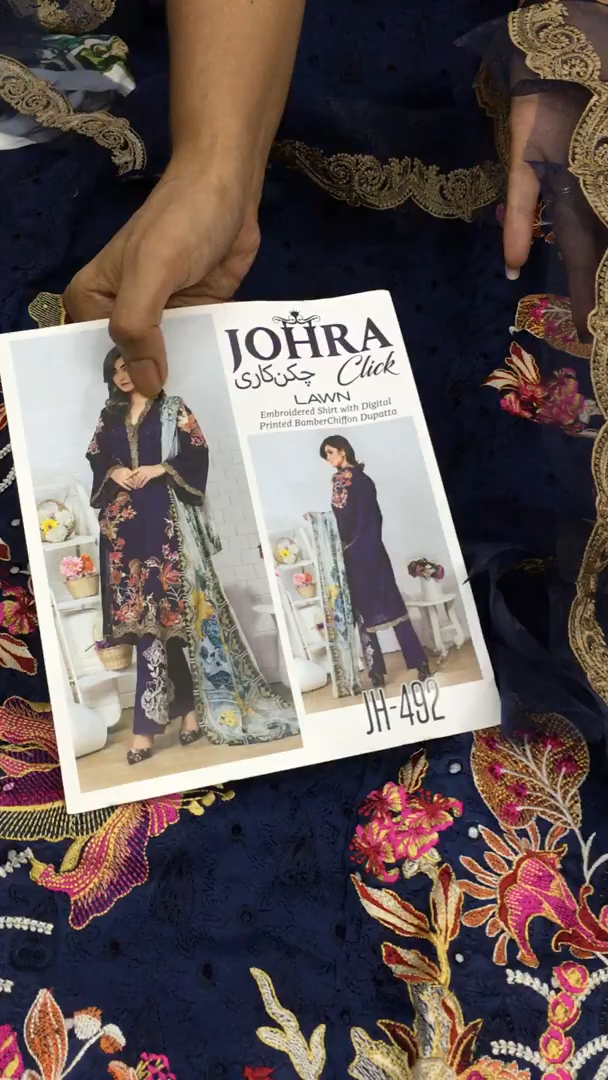 JOHRA
چکن کاری Click
LAWN
Embroidered Shirt with Digital
Printed BamberChiffon Dupatta
JH-492